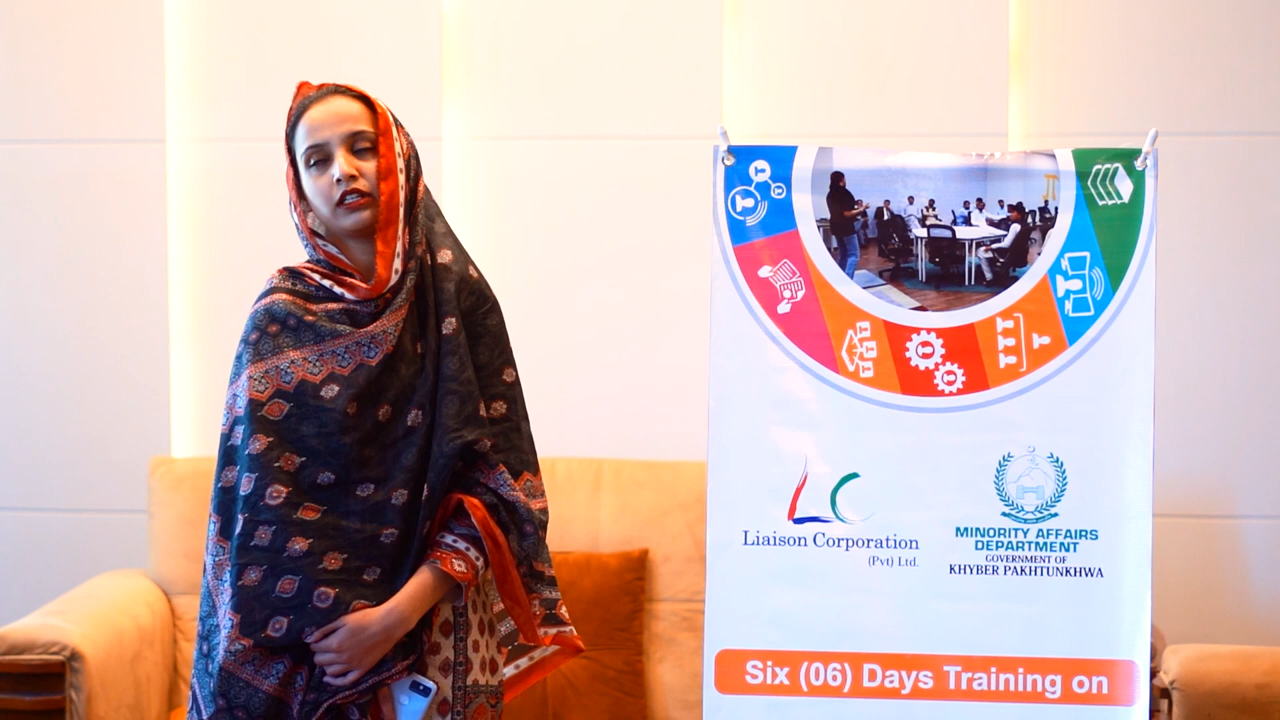 LC
Liaison Corporation
(Pvt) Ltd.
MINORITY AFFAIRS
DEPARTMENT
GOVERNMENT OF
KHYBER PAKHTUNKHWA
Six (06) Days Training on